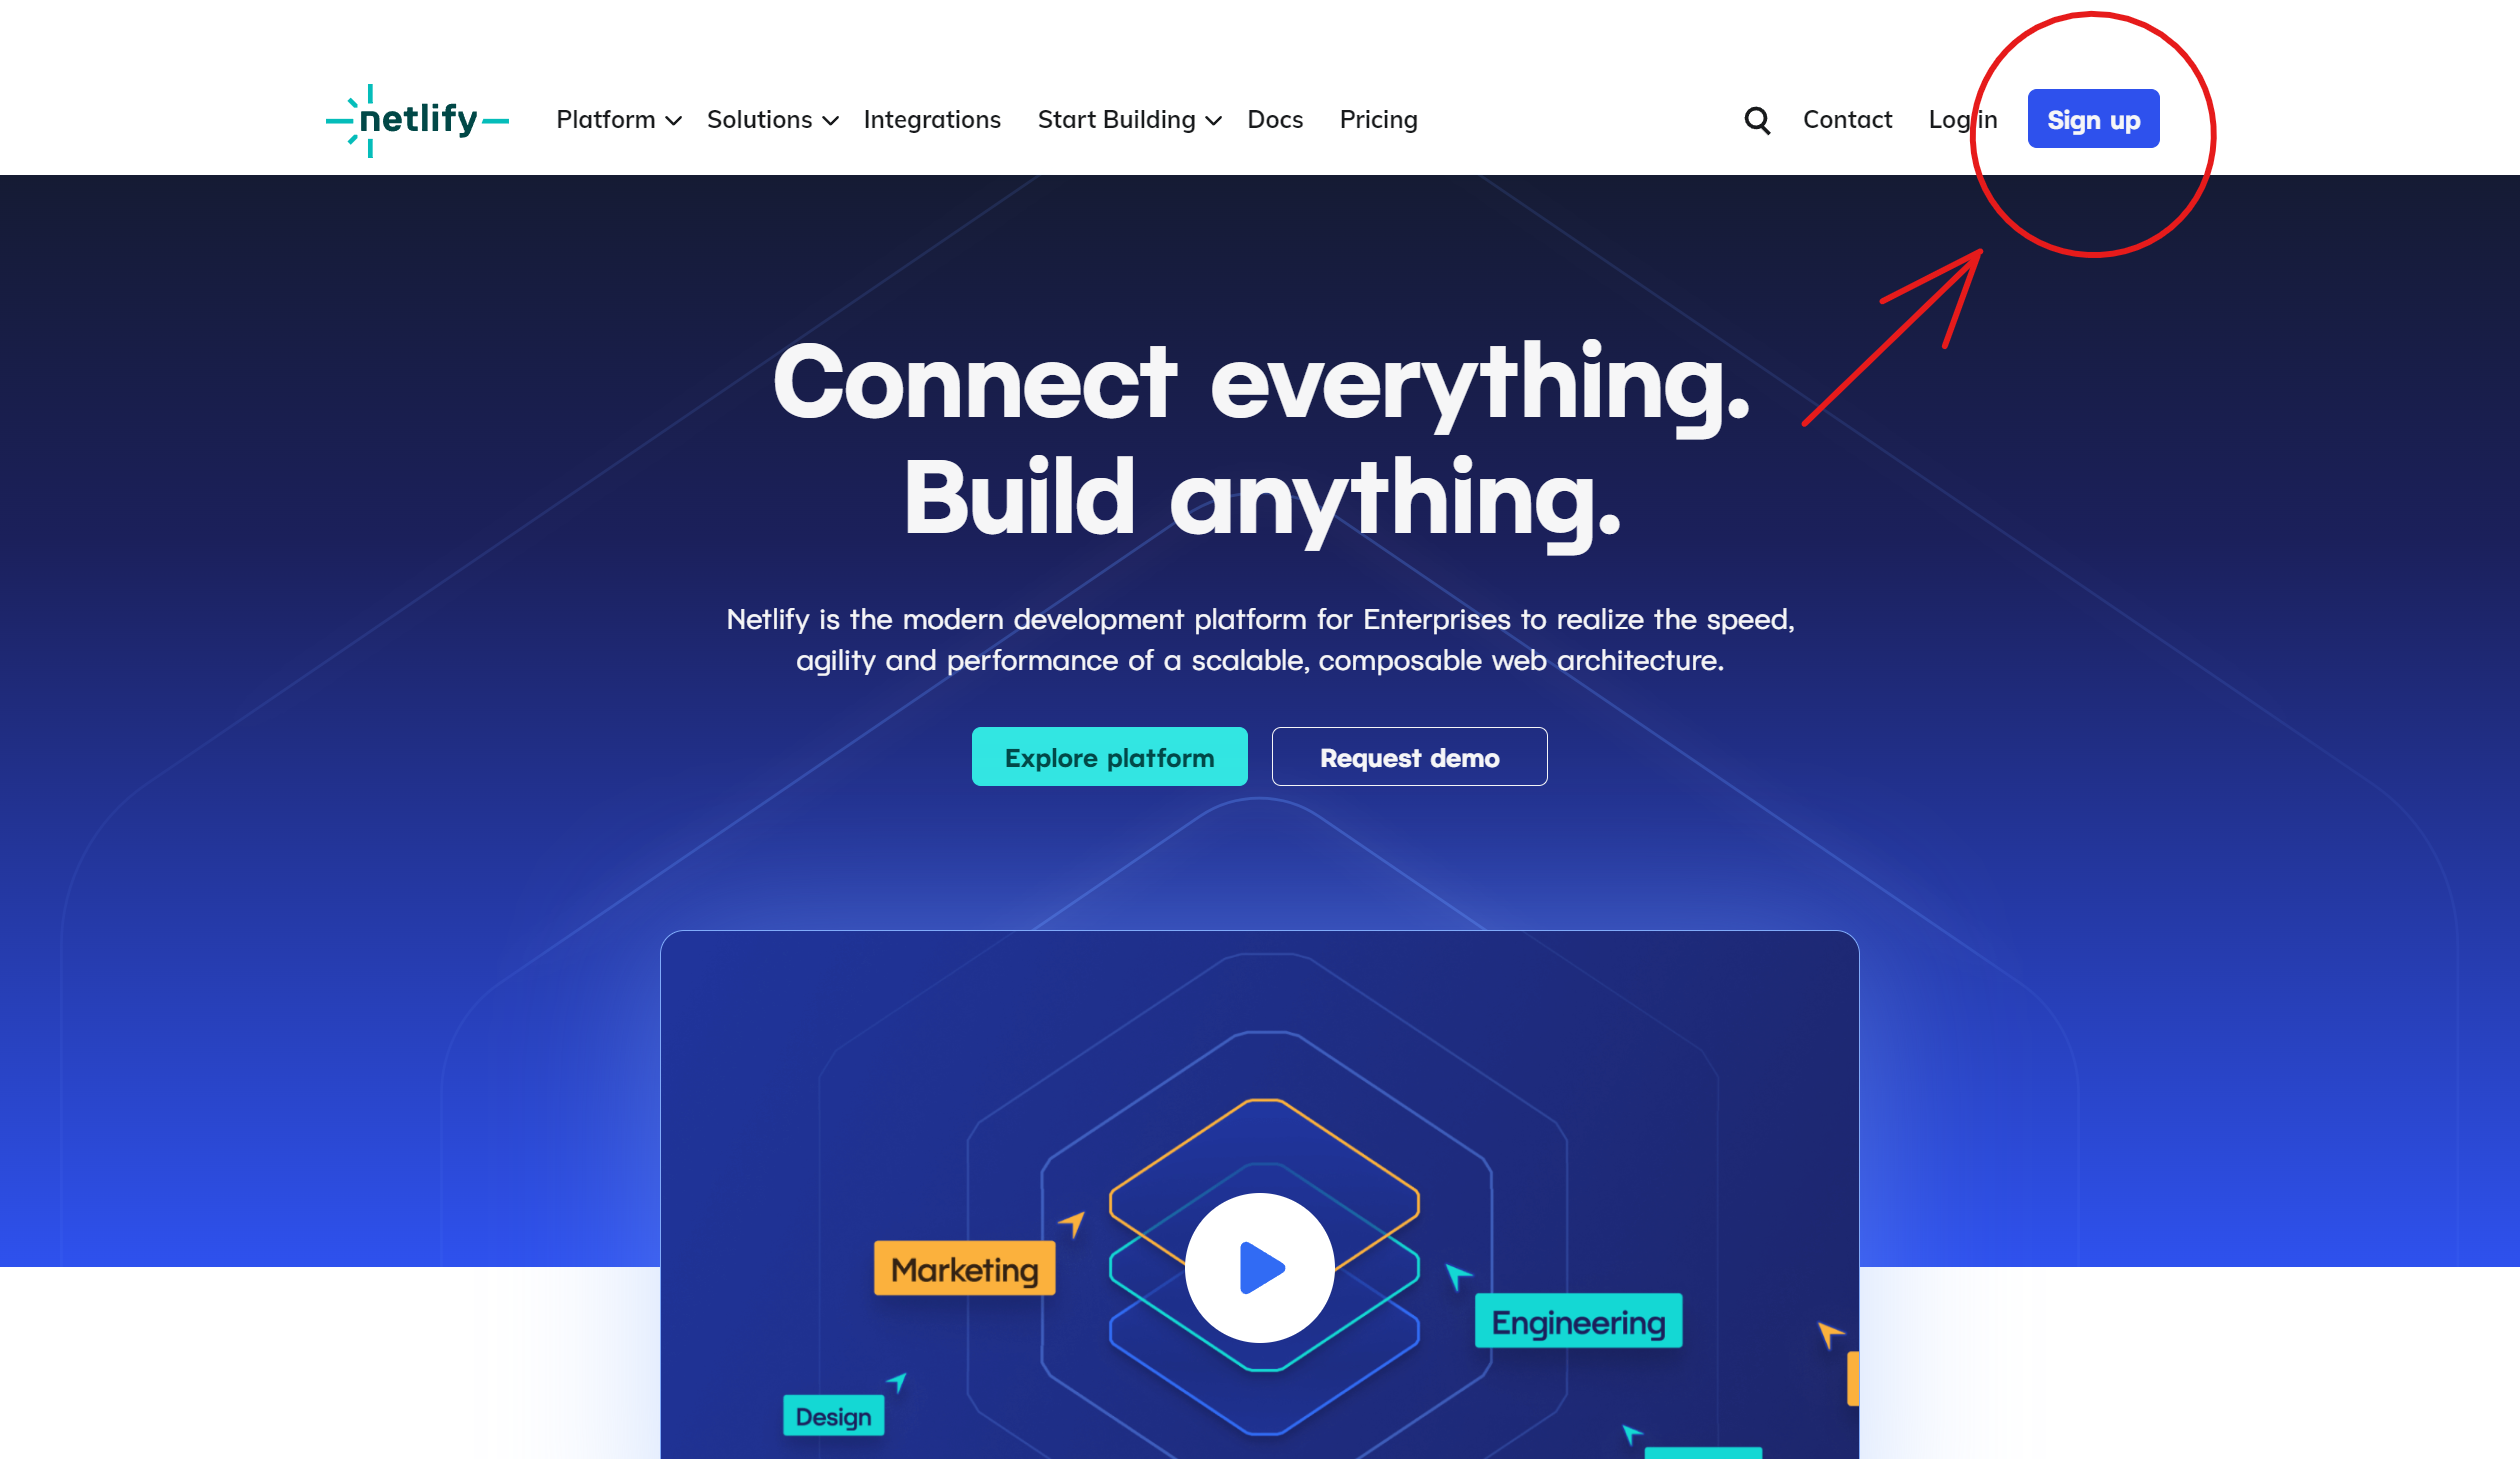 netlify Platform Solutions Integrations Start Building Docs Pricing Contact Log in Sign up
Connect everything.
Build anything.
Netlify is the modern development platform for Enterprises to realize the speed,
agility and performance of a scalable, composable web architecture.
Explore platform Request demo
Marketing
Engineering
Design